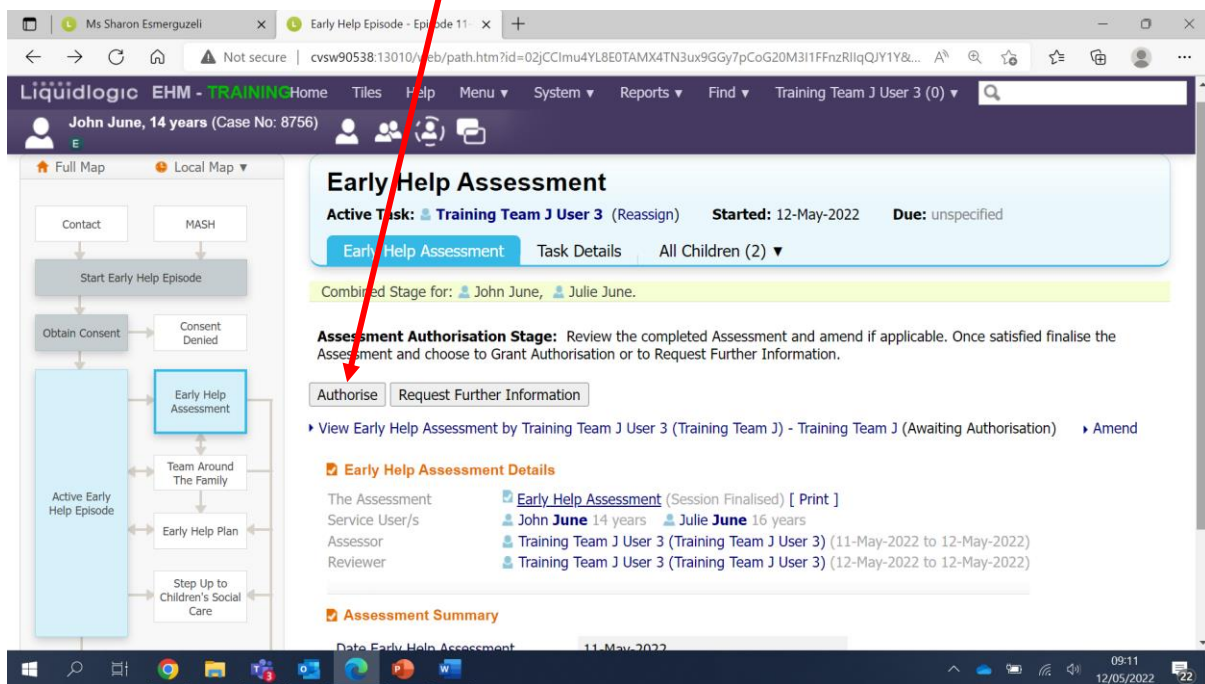 Ms Sharon Esmerguzeli
Early Help Episode - Episode 11
Not secure
cvsw90538:13010/web/path.htm?id=02jCCImu4YL8E0TAMX4TN3ux9GGy7pCoG20M3I1FFnzRIIqQJY1Y&...
Liquidlogic EHM - TRAINING
Home Tiles Help Menu System Reports Find Training Team J User 3 (0)
John June, 14 years (Case No: 8756)
E
Full Map Local Map
Contact
MASH
Start Early Help Episode
Obtain Consent
Consent Denied
Early Help Assessment
Team Around The Family
Active Early Help Episode
Early Help Plan
Step Up to Children's Social Care
Early Help Assessment
Active Task: Training Team J User 3 (Reassign) Started: 12-May-2022 Due: unspecified
Early Help Assessment Task Details All Children (2)
Combined Stage for: John June, Julie June.
Assessment Authorisation Stage: Review the completed Assessment and amend if applicable. Once satisfied finalise the
Assessment and choose to Grant Authorisation or to Request Further Information.
Authorise Request Further Information
View Early Help Assessment by Training Team J User 3 (Training Team J) - Training Team J (Awaiting Authorisation) Amend
Early Help Assessment Details
The Assessment Early Help Assessment (Session Finalised) [ Print ]
Service User/s John June 14 years Julie June 16 years
Assessor Training Team J User 3 (Training Team J User 3) (11-May-2022 to 12-May-2022)
Reviewer Training Team J User 3 (Training Team J User 3) (12-May-2022 to 12-May-2022)
Assessment Summary
Date Early Help Assessment 11-May-2022
09:11
12/05/2022
22